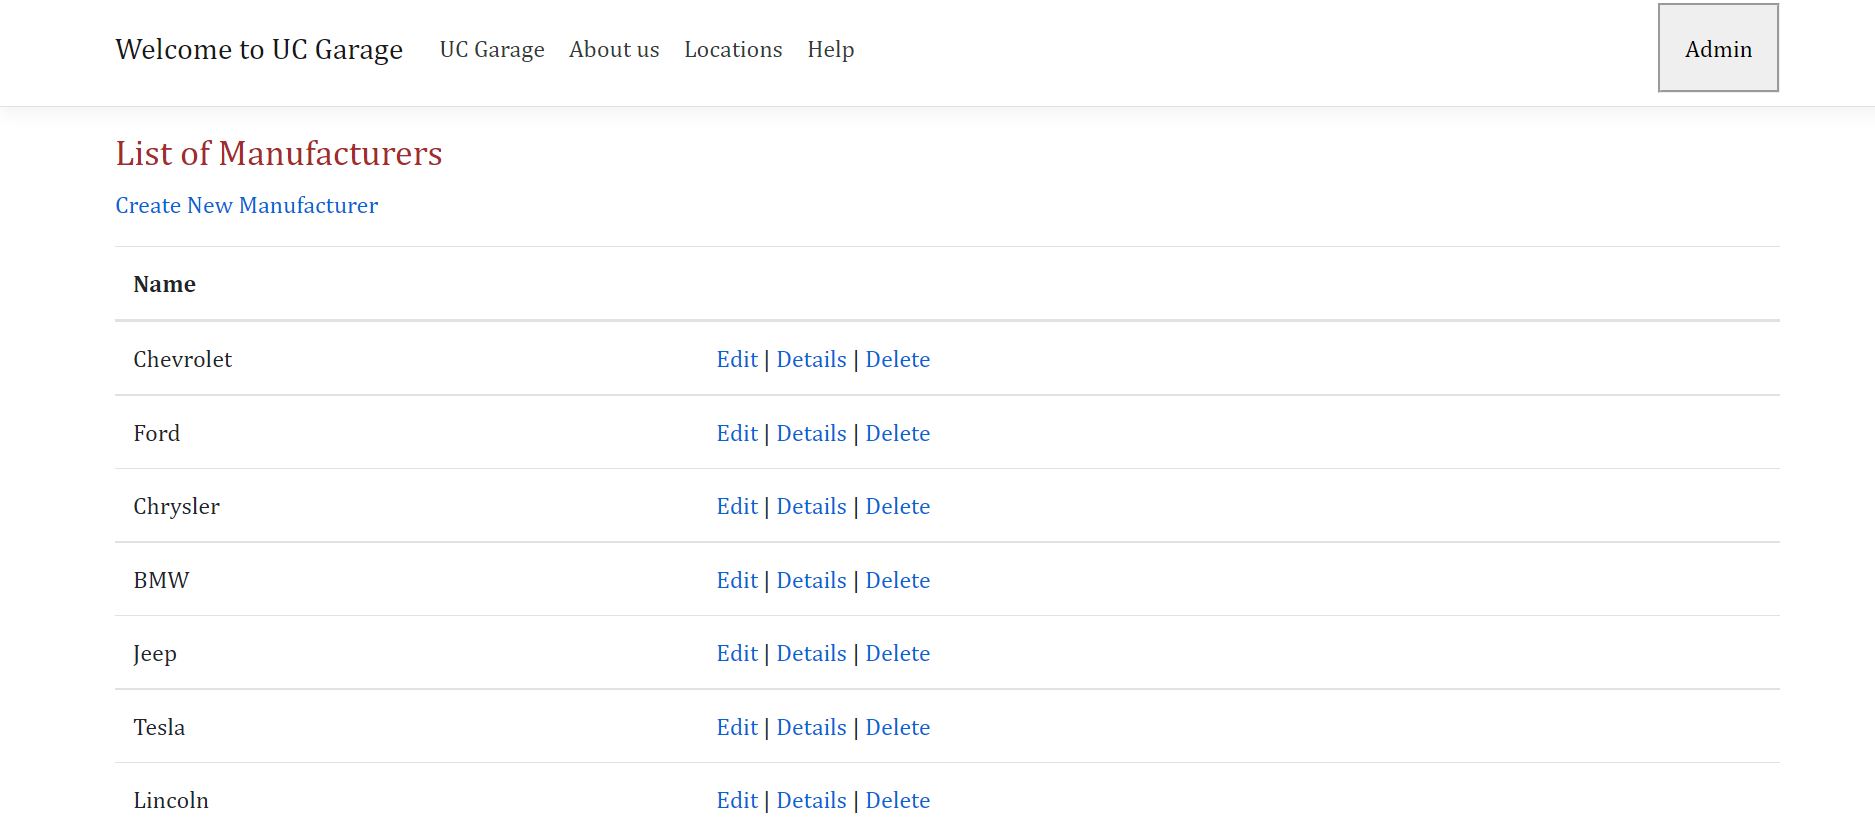 Welcome to UC Garage UC Garage About us Locations Help Admin
List of Manufacturers
Create New Manufacturer
Name
Chevrolet Edit | Details | Delete
Ford Edit | Details | Delete
Chrysler Edit | Details | Delete
BMW Edit | Details | Delete
Jeep Edit | Details | Delete
Tesla Edit | Details | Delete
Lincoln Edit | Details | Delete